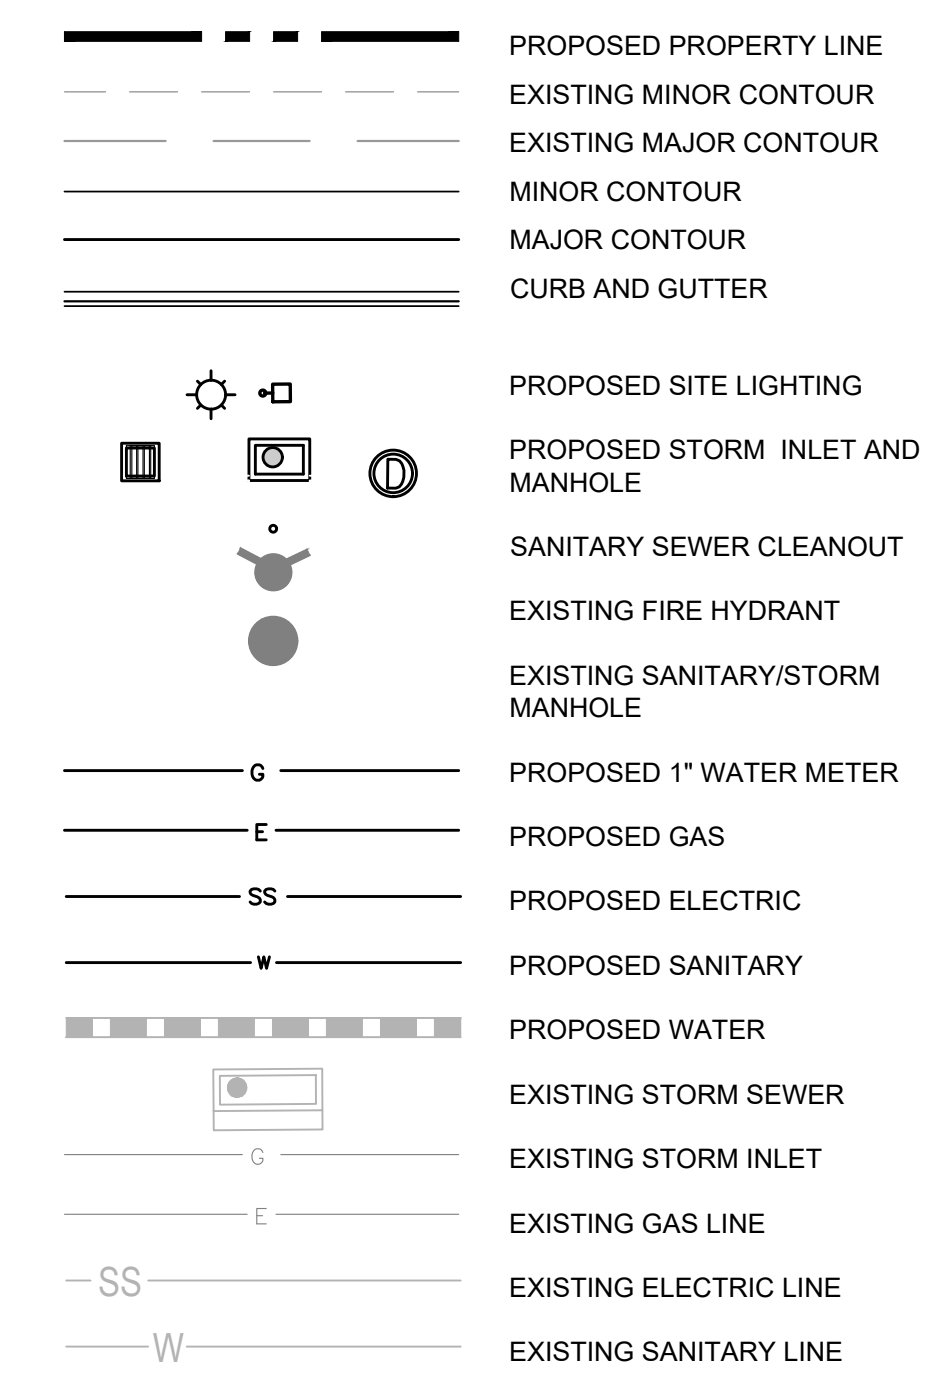 PROPOSED PROPERTY LINE
EXISTING MINOR CONTOUR
EXISTING MAJOR CONTOUR
MINOR CONTOUR
MAJOR CONTOUR
CURB AND GUTTER
PROPOSED SITE LIGHTING
PROPOSED STORM INLET AND
MANHOLE
D
SANITARY SEWER CLEANOUT
EXISTING FIRE HYDRANT
EXISTING SANITARY/STORM
MANHOLE
G PROPOSED 1" WATER METER
E PROPOSED GAS
SS PROPOSED ELECTRIC
W PROPOSED SANITARY
PROPOSED WATER
EXISTING STORM SEWER
G EXISTING STORM INLET
E EXISTING GAS LINE
SS EXISTING ELECTRIC LINE
W EXISTING SANITARY LINE